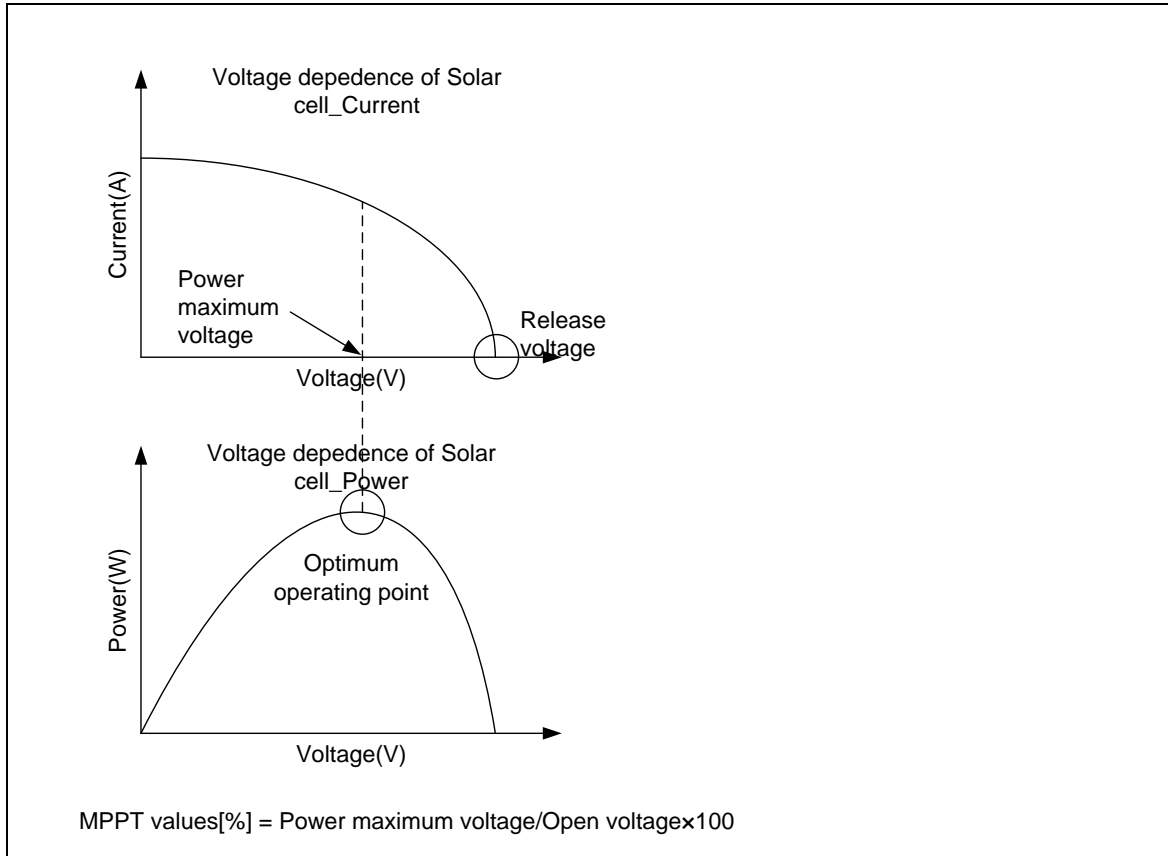 Voltage depedence of Solar
cell_Current
Current(A)
Power
maximum
voltage
Release
voltage
Voltage(V)
Voltage depedence of Solar
cell_Power
Power(W)
Optimum
operating point
Voltage(V)
MPPT values[%] = Power maximum voltage/Open voltage×100